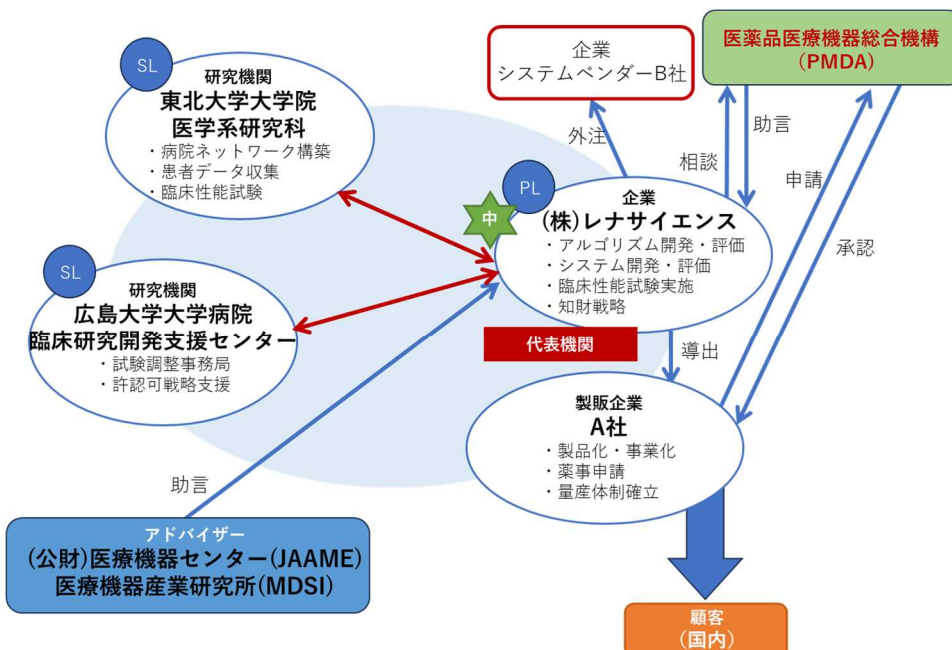 SL
研究機関
東北大学大学院
医学系研究科
・病院ネットワーク構築
・患者データ収集
・臨床性能試験
企業
システムベンダーB社
医薬品医療機器総合機構
(PMDA)
外注
相談
助言
申請
承認
PL
中
企業
(株)レナサイエンス
・アルゴリズム開発・評価
・システム開発・評価
・臨床性能試験実施
・知財戦略
代表機関
SL
研究機関
広島大学大学病院
臨床研究開発支援センター
・試験調整事務局
・許認可戦略支援
導出
製販企業
A社
・製品化・事業化
・薬事申請
・量産体制確立
助言
アドバイザー
(公財)医療機器センター(JAAME)
医療機器産業研究所(MDSI)
顧客
(国内)